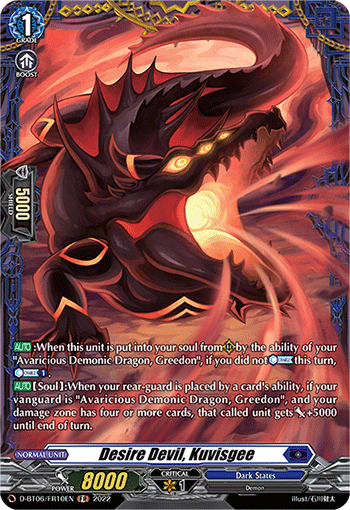 1
GRADE
BOOST
5000
SHIELD
AUTO:When this unit is put into your soul from by the ability of your
"Avaricious Demonic Dragon, Greedon", if you did not this turn,
1.
AUTO[Soul]:When your rear-guard is placed by a card's ability, if your
vanguard is "Avaricious Demonic Dragon, Greedon", and your
damage zone has four or more cards, that called unit gets +5000
until end of turn.
NORMAL UNIT
Desire Devil, Kuvisgee
POWER 8000
CRITICAL
1
Dark States
Demon
D-BT06/FR10EN FR 2022
illust/石川健太